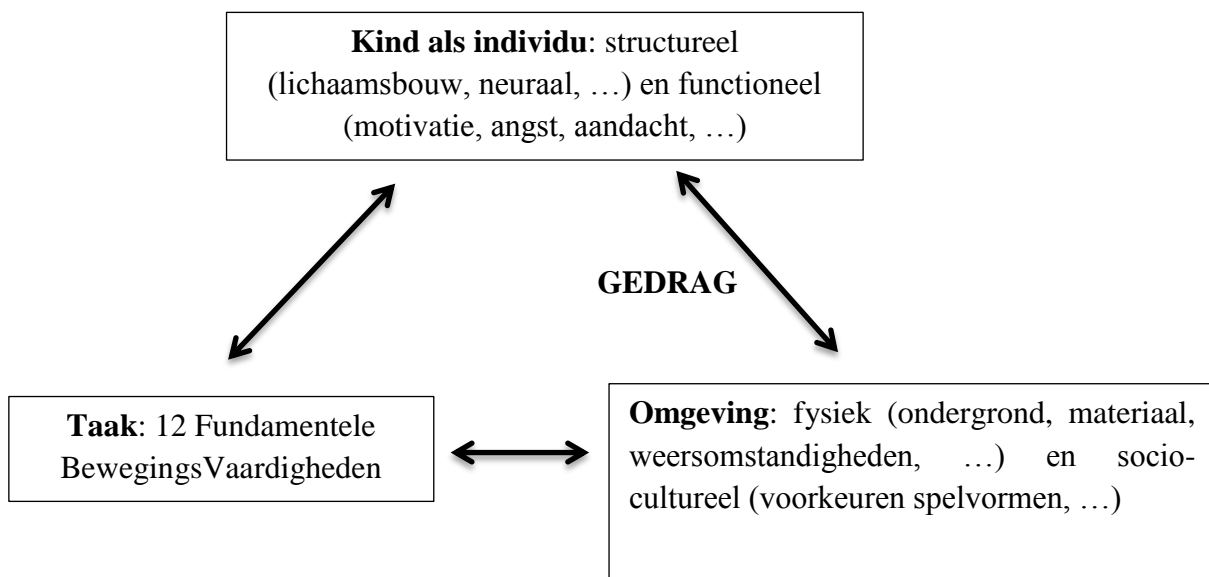 Kind als individu: structureel
(lichaamsbouw, neuraal, …) en functioneel
(motivatie, angst, aandacht, …)
GEDRAG
Taak: 12 Fundamentele
BewegingsVaardigheden
Omgeving: fysiek (ondergrond, materiaal,
weersomstandigheden, …) en socio-
cultureel (voorkeuren spelvormen, …)